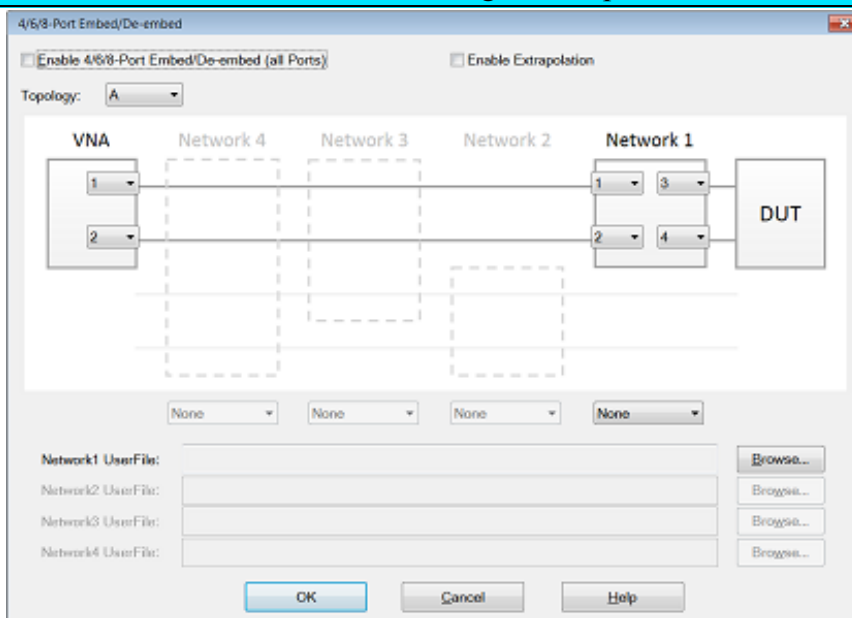 4/6/8-Port Embed/De-embed
Enable 4/6/8-Port Embed/De-embed (all Ports) Enable Extrapolation
Topology: A
VNA Network 4 Network 3 Network 2 Network 1
1 1 3
DUT
2 2 4
None None None None
Network1 UserFile: Browse...
Network2 UserFile: Browse...
Network3 UserFile: Browse...
Network4 UserFile: Browse...
OK Cancel Help